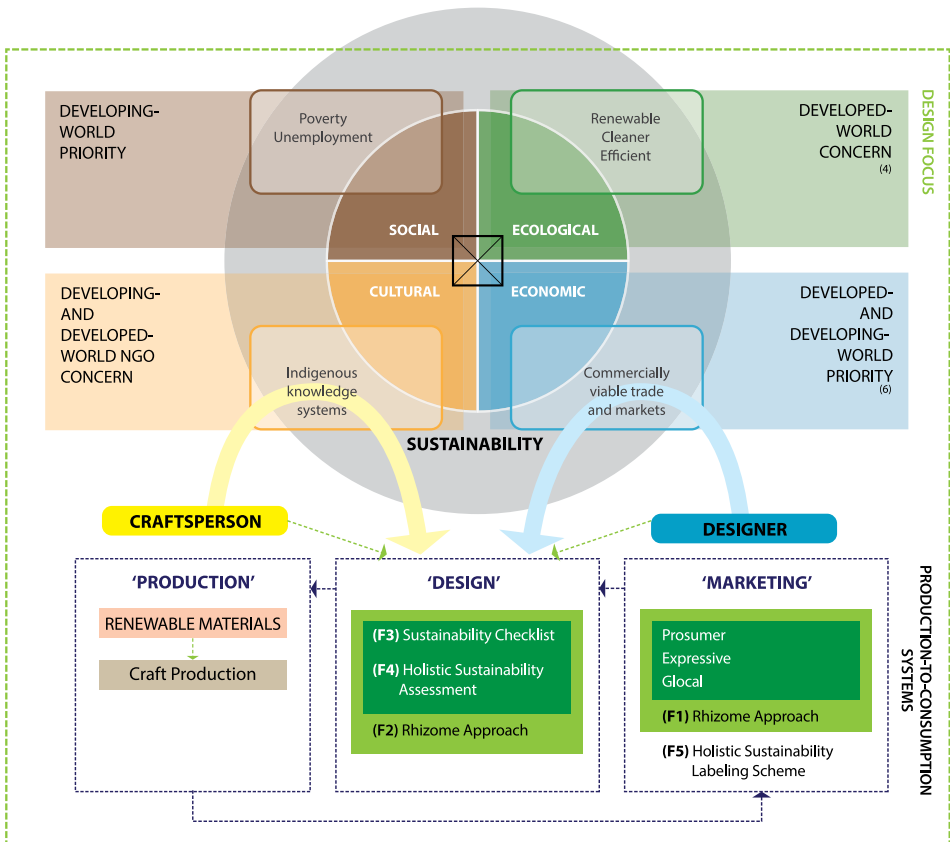 DEVELOPING-
WORLD
PRIORITY
Poverty
Unemployment
Renewable
Cleaner
Efficient
DEVELOPED-
WORLD
CONCERN
(4)
DESIGN FOCUS
SOCIAL
ECOLOGICAL
CULTURAL
ECONOMIC
DEVELOPING-
AND
DEVELOPED-
WORLD NGO
CONCERN
Indigenous
knowledge
systems
Commercially
viable trade
and markets
DEVELOPED-
AND
DEVELOPING-
WORLD
PRIORITY
(6)
SUSTAINABILITY
CRAFTSPERSON
DESIGNER
'PRODUCTION'
RENEWABLE MATERIALS
Craft Production
'DESIGN'
(F3) Sustainability Checklist
(F4) Holistic Sustainability
Assessment
(F2) Rhizome Approach
'MARKETING'
Prosumer
Expressive
Glocal
(F1) Rhizome Approach
(F5) Holistic Sustainability
Labeling Scheme
PRODUCTION-TO-CONSUMPTION
SYSTEMS